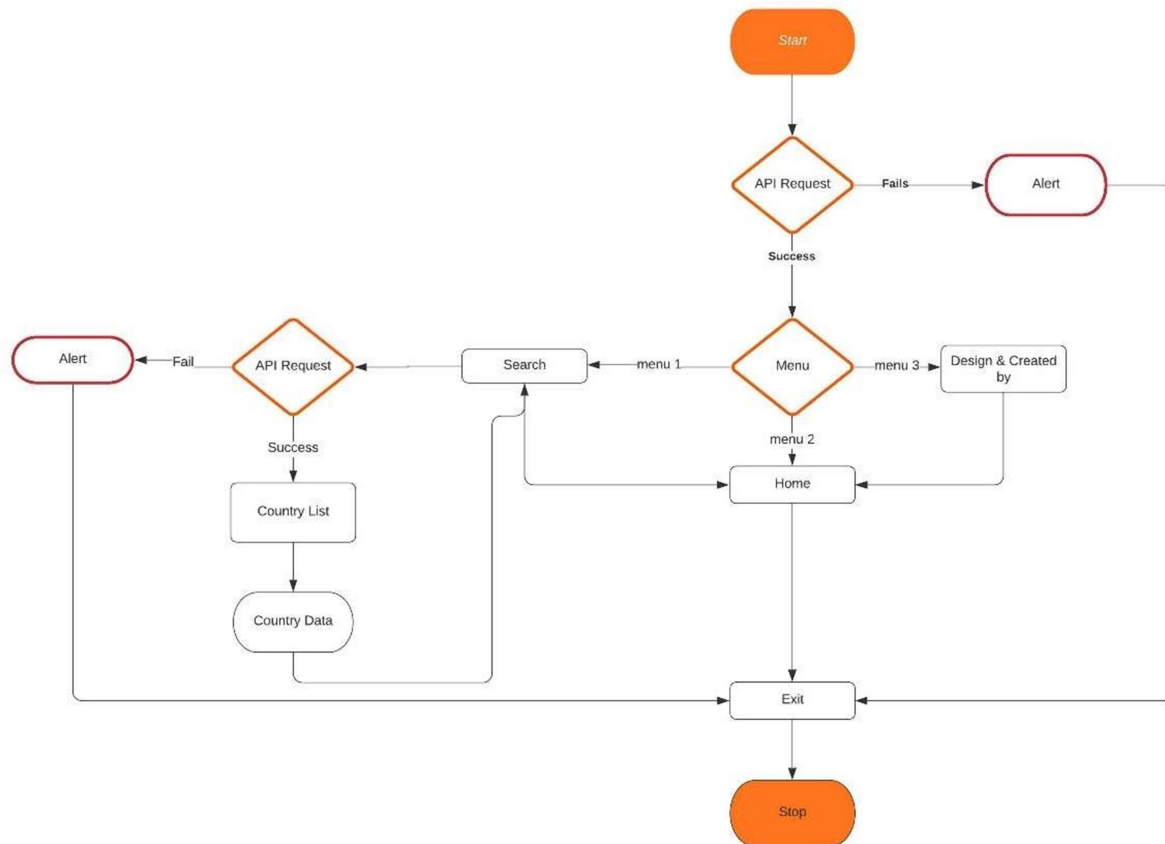 Start
API Request
Fails
Alert
Success
Alert
Fail
API Request
Search
menu 1
Menu
menu 3
Design & Created
by
menu 2
Success
Home
Country List
Country Data
Exit
Stop